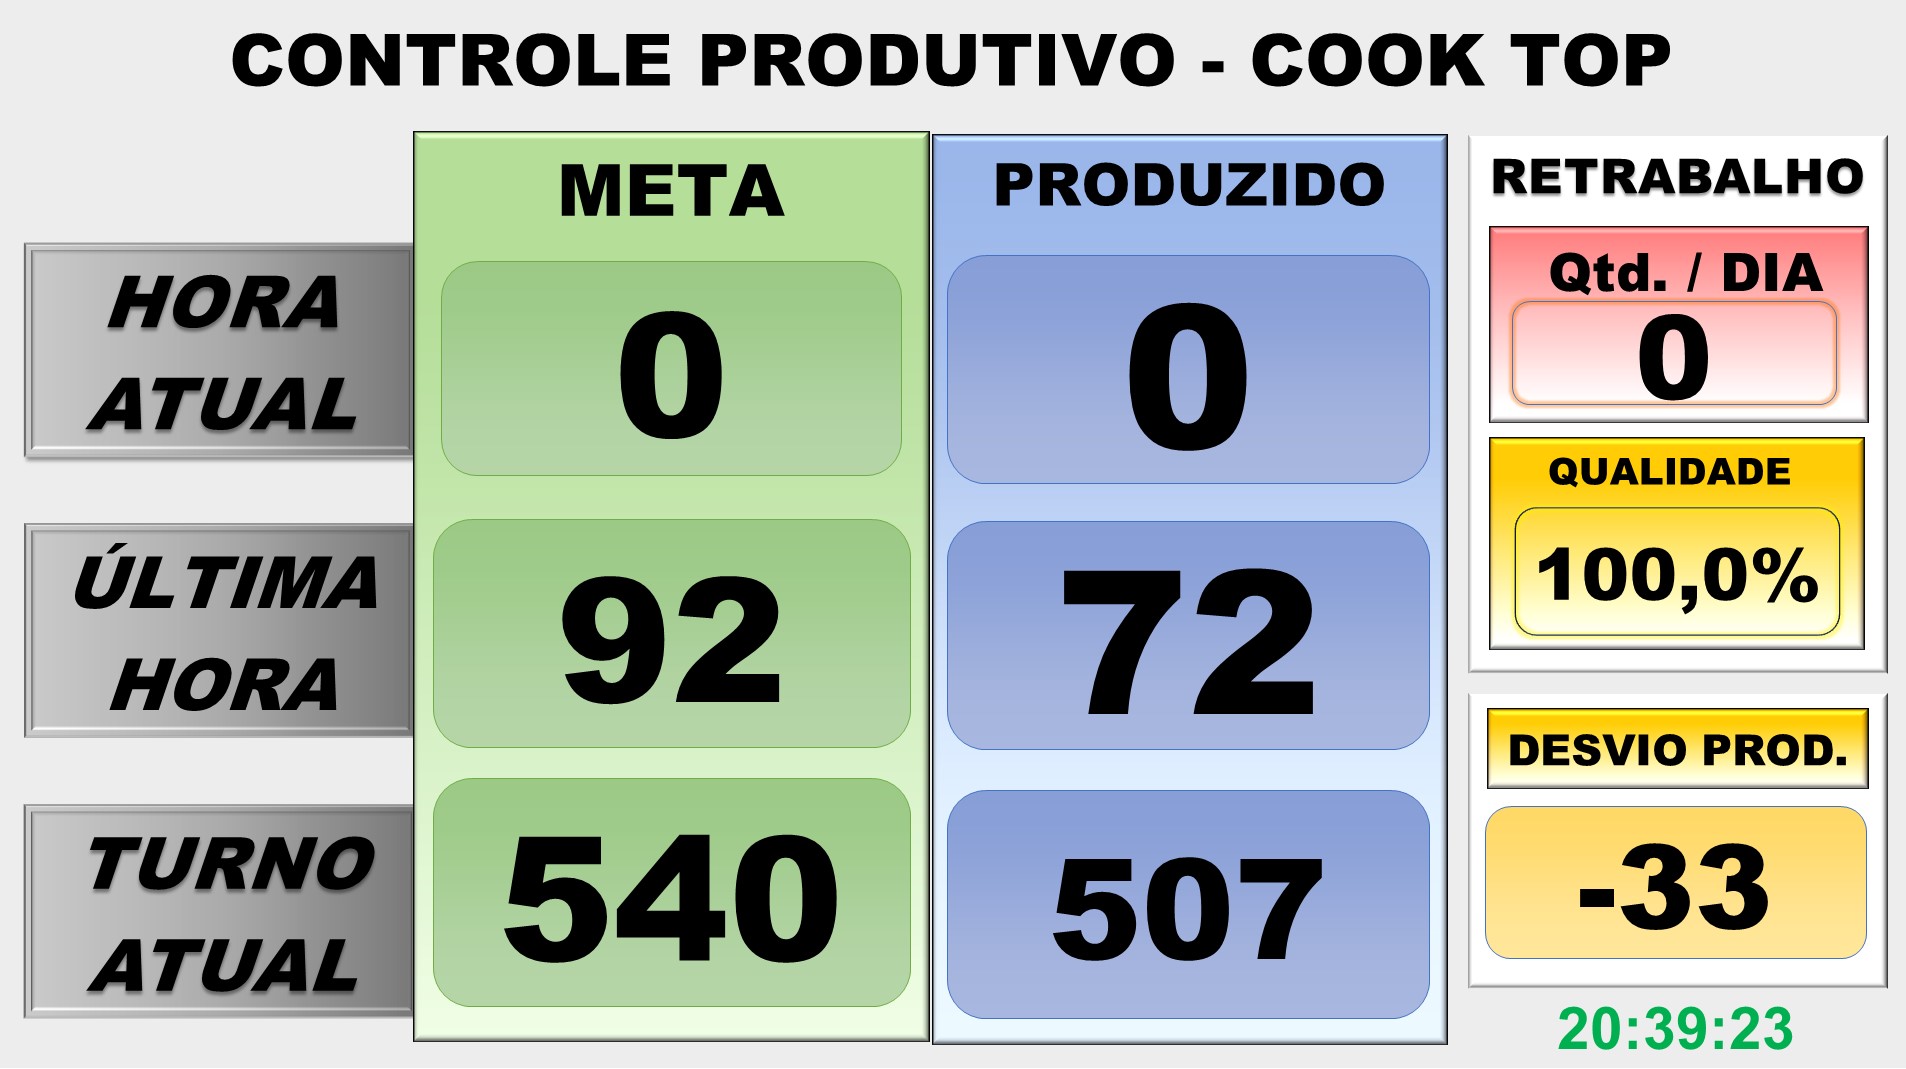 CONTROLE PRODUTIVO - COOK TOP
META
PRODUZIDO
HORA
ATUAL
0
0
ÚLTIMA
HORA
92
72
TURNO
ATUAL
540
507
RETRABALHO
Qtd. / DIA
0
QUALIDADE
100,0%
DESVIO PROD.
-33
20:39:23